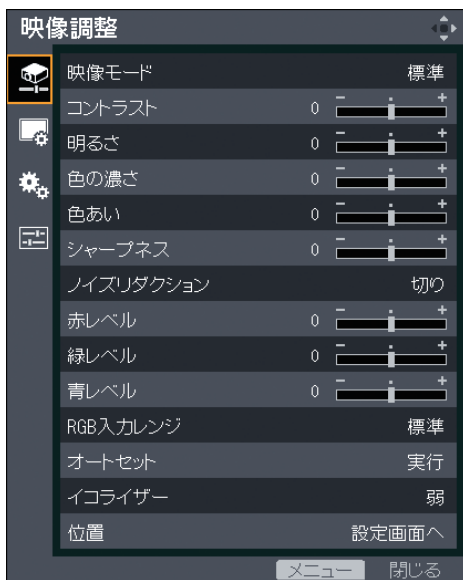 映像調整
映像モード 標準
コントラスト 0 - +
明るさ 0 - +
色の濃さ 0 - +
色あい 0 - +
シャープネス 0 - +
ノイズリダクション 切り
赤レベル 0 - +
緑レベル 0 - +
青レベル 0 - +
RGB入力レンジ 標準
オートセット 実行
イコライザー 弱
位置 設定画面へ
メニュー 閉じる